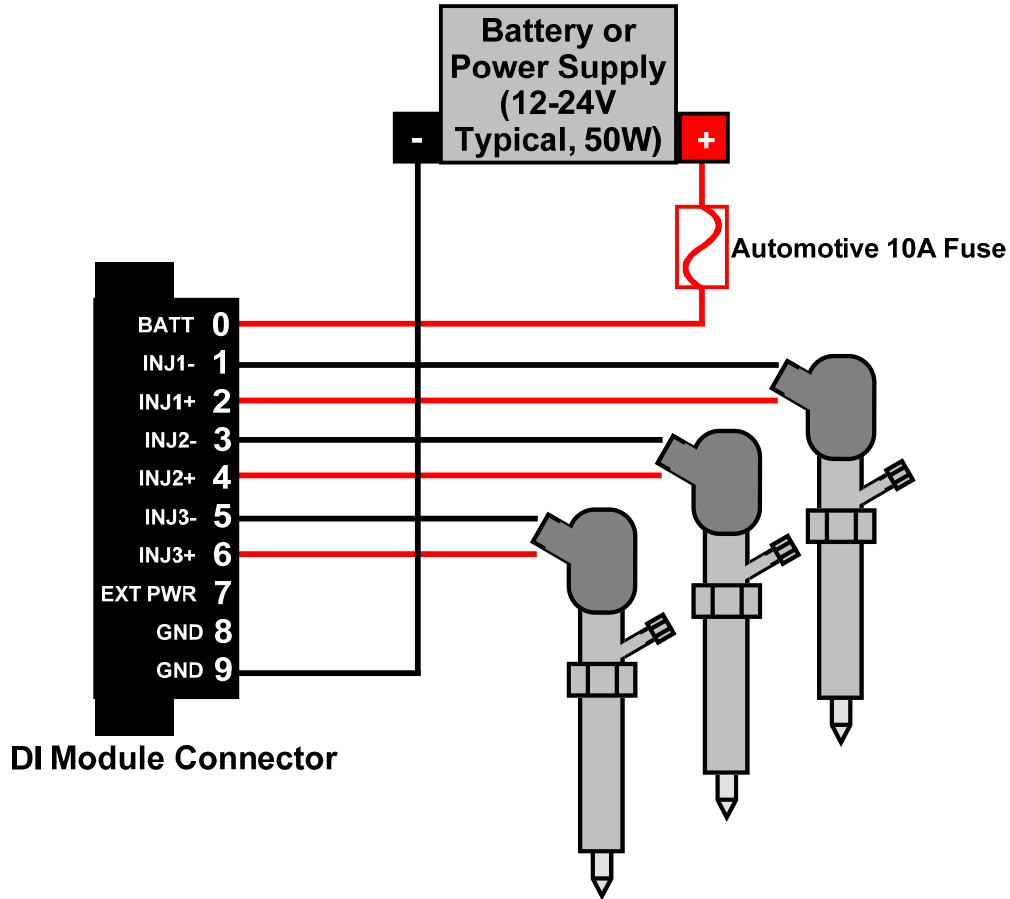 Battery or
Power Supply
(12-24V
Typical, 50W)
-
+
Automotive 10A Fuse
BATT 0
INJ1- 1
INJ1+ 2
INJ2- 3
INJ2+ 4
INJ3- 5
INJ3+ 6
EXT PWR 7
GND 8
GND 9
DI Module Connector